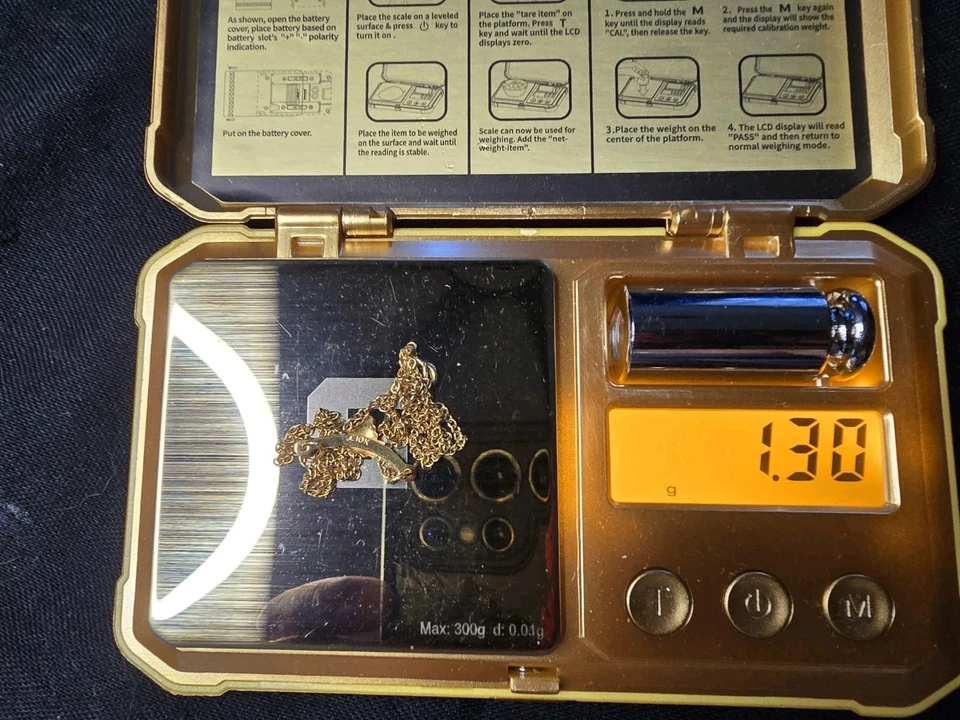 As shown, open the battery
cover, place battery based on
battery slot's "+" "-" polarity
indication.
Place the scale on a leveled
surface & press ⏻ key to
turn it on .
Place the "tare item" on
the platform. Press T
key and wait until the LCD
displays zero.
1. Press and hold the M
key until the display reads
"CAL", then release the key.
2. Press the M key again
and the display will show the
required calibration weight.
Put on the battery cover.
Place the item to be weighed
on the surface and wait until
the reading is stable.
Scale can now be used for
weighing. Add the "net-
weight-item".
3.Place the weight on the
center of the platform.
4. The LCD display will read
"PASS" and then return to
normal weighing mode.
10K
1.30
g
T ⏻ M
Max: 300g d: 0.01g